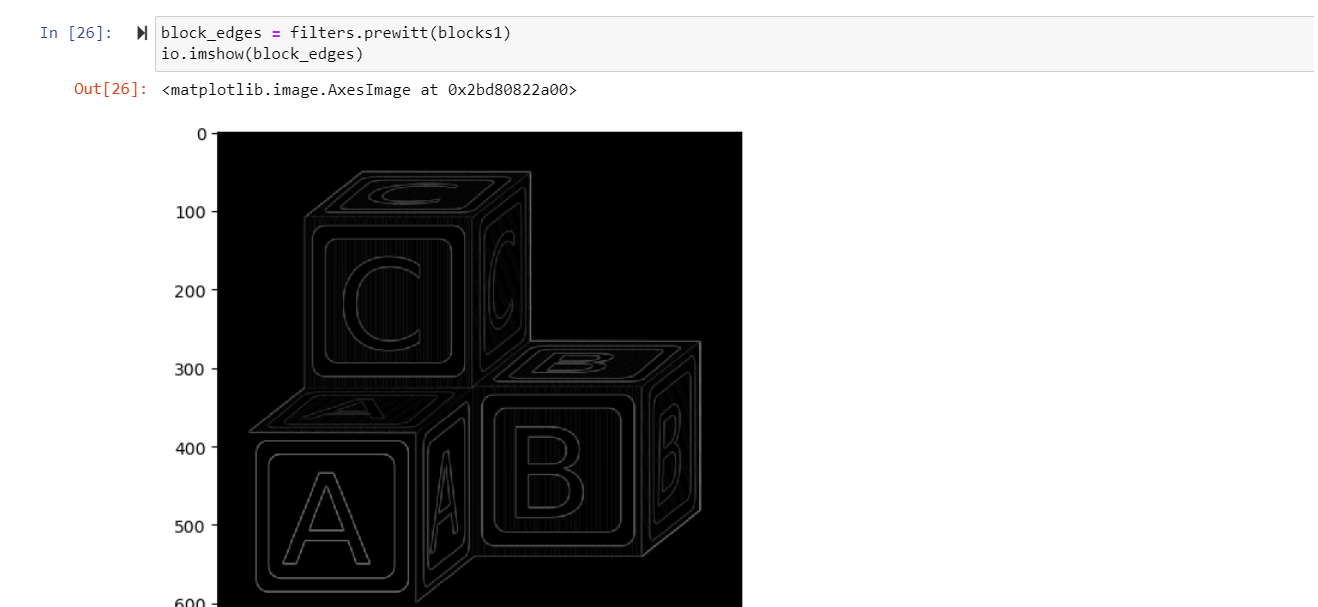 In [26]:
block_edges = filters.prewitt(blocks1)
io.imshow(block_edges)
Out[26]:
<matplotlib.image.AxesImage at 0x2bd80822a00>
0
100
200
300
400
500
600
C
C
C
B
A
A
A
B
B